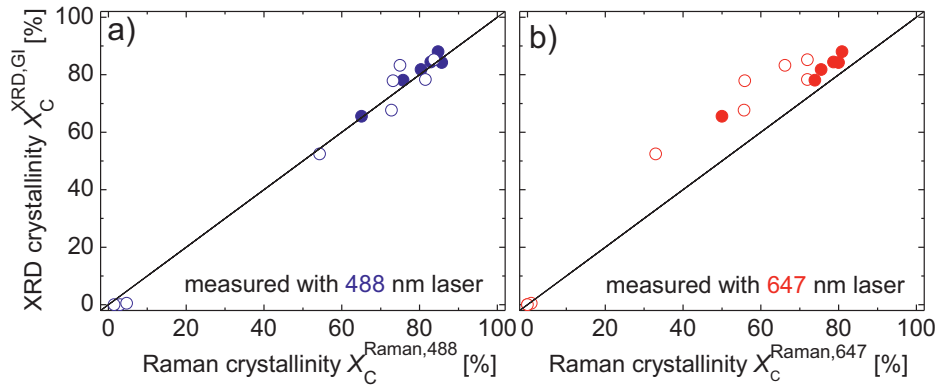 XRD crystallinity X_C^XRD,GI [%]
100
80
60
40
20
0
a)
measured with 488 nm laser
0 20 40 60 80 100
Raman crystallinity X_C^Raman,488 [%]
b)
measured with 647 nm laser
0 20 40 60 80 100
Raman crystallinity X_C^Raman,647 [%]